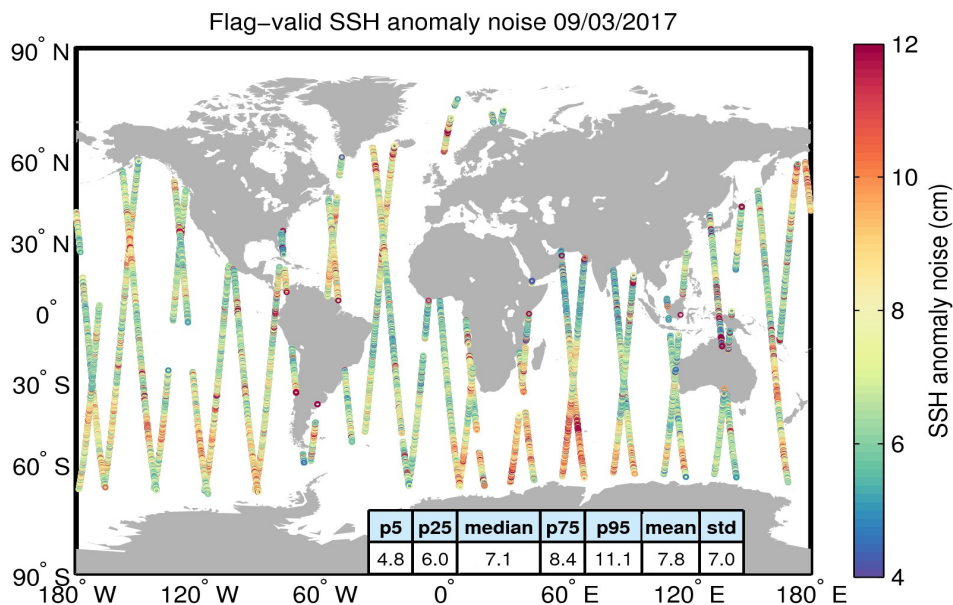 Flag−valid SSH anomaly noise 09/03/2017
90° N
60° N
30° N
0°
30° S
60° S
90° S
180° W 120° W 60° W 0° 60° E 120° E 180° E
p5 p25 median p75 p95 mean std
4.8 6.0 7.1 8.4 11.1 7.8 7.0
12
10
8
6
4
SSH anomaly noise (cm)